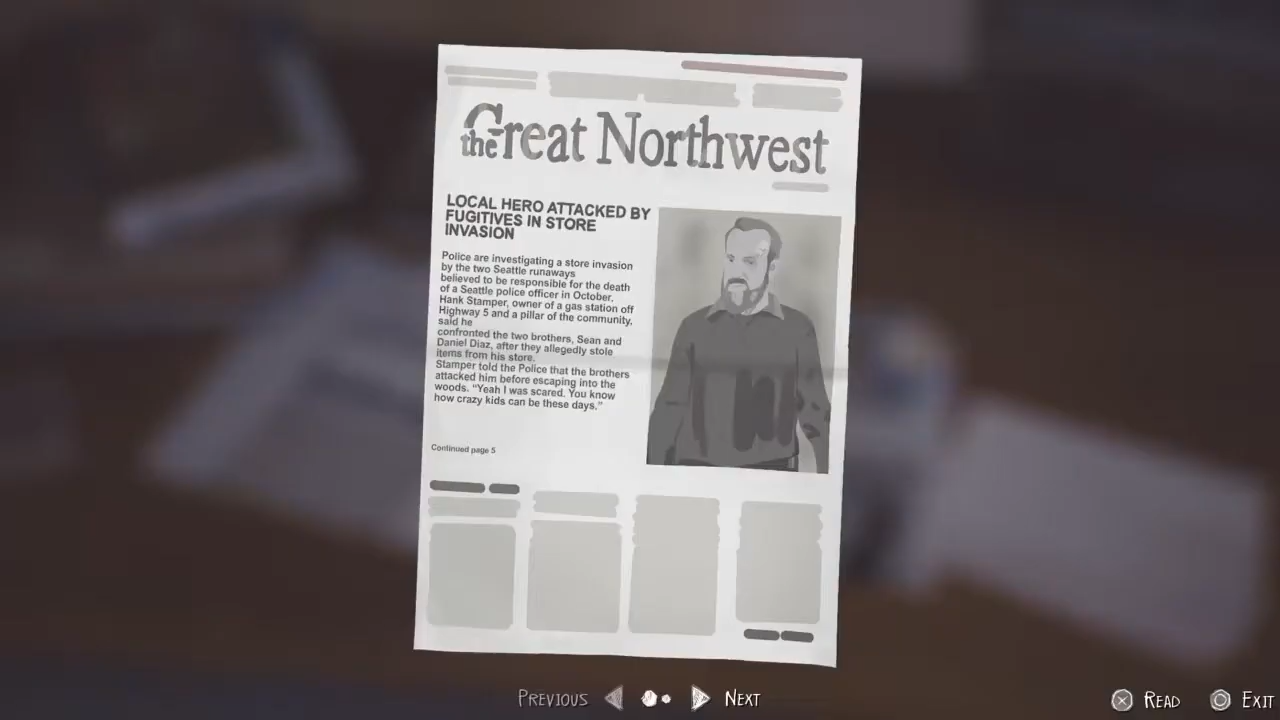 the Great Northwest
LOCAL HERO ATTACKED BY
FUGITIVES IN STORE
INVASION
Police are investigating a store invasion
by the two Seattle runaways
believed to be responsible for the death
of a Seattle police officer in October.
Hank Stamper, owner of a gas station off
Highway 5 and a pillar of the community,
said he
confronted the two brothers, Sean and
Daniel Diaz, after they allegedly stole
items from his store.
Stamper told the Police that the brothers
attacked him before escaping into the
woods. "Yeah I was scared. You know
how crazy kids can be these days."
Continued page 5
PREVIOUS
NEXT
READ
EXIT